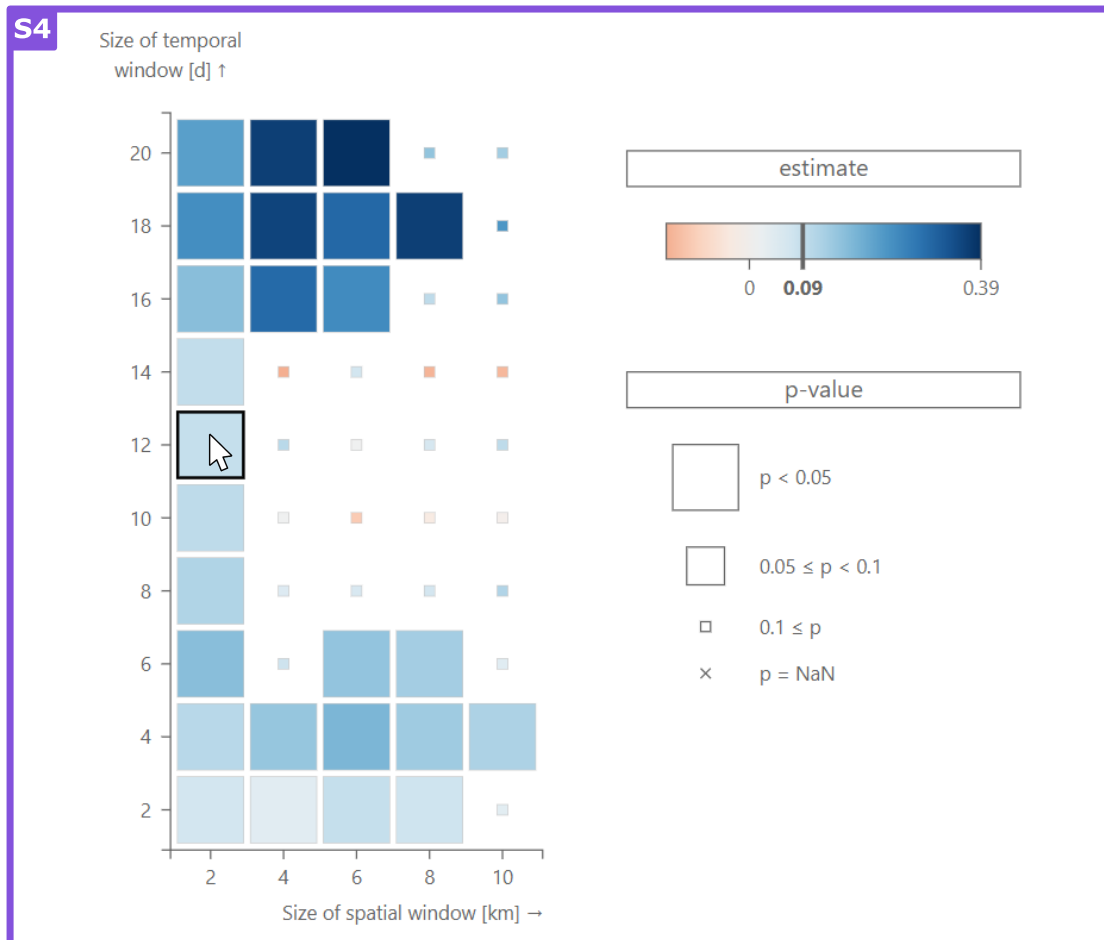 S4
Size of temporal
window [d] ↑
20
18
16
14
12
10
8
6
4
2
2 4 6 8 10
Size of spatial window [km] →
estimate
0 0.09 0.39
p-value
p < 0.05
0.05 ≤ p < 0.1
0.1 ≤ p
p = NaN